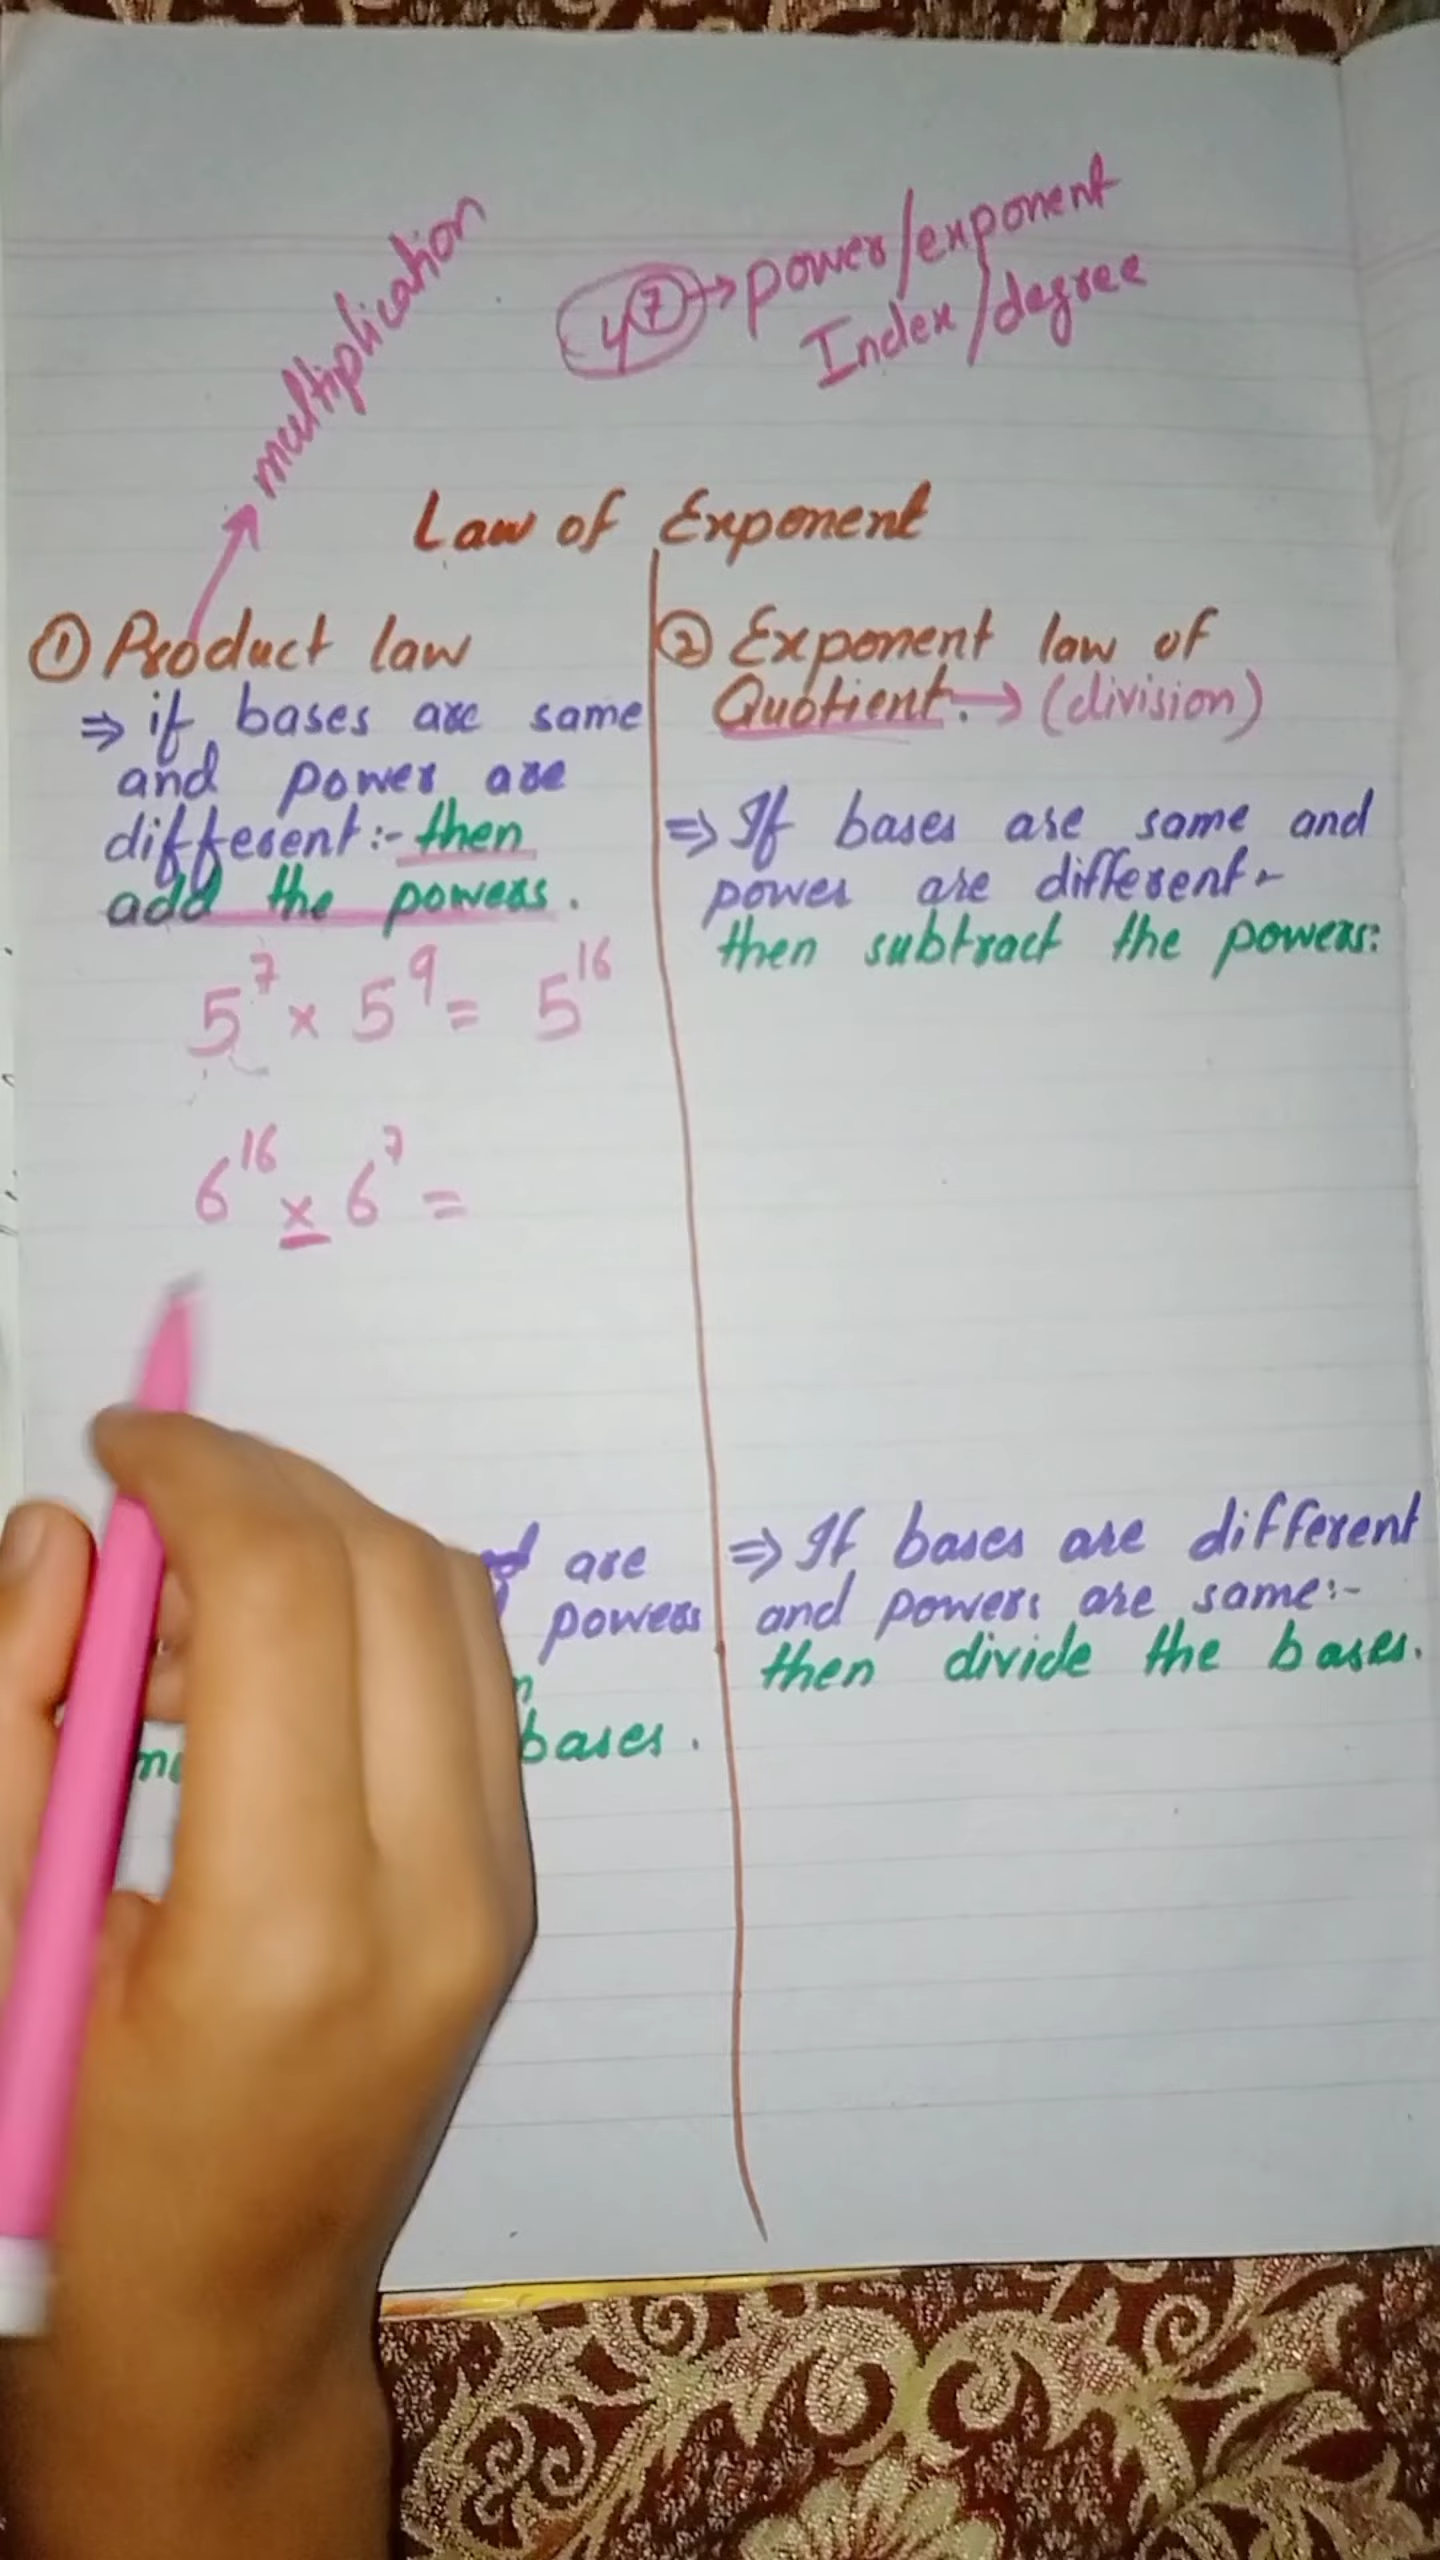 multiplication
4⁷ → power/exponent
Index/degree
Law of Exponent
① Product law
⇒ if bases are same
and power are
different:- then
add the powers.
5⁷ × 5⁹ = 5¹⁶
6¹⁶ × 6⁷ =
are
powers
bases.
② Exponent law of
Quotient. → (division)
⇒ If bases are same and
power are different-
then subtract the powers:
⇒ If bases are different
and powers are same:-
then divide the bases.